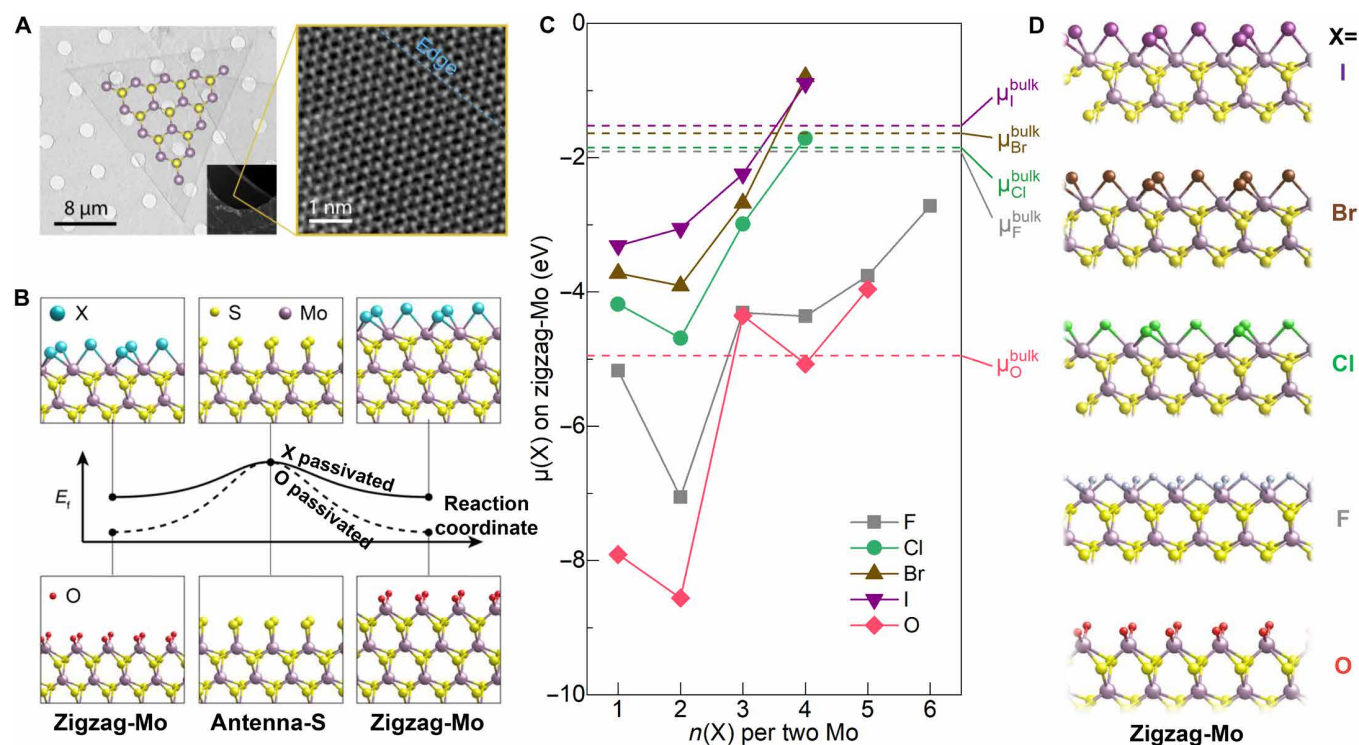 A
8 µm
Edge
1 nm
B
X
S
Mo
X passivated
O passivated
E_f
Reaction
coordinate
O
Zigzag-Mo
Antenna-S
Zigzag-Mo
C
µ(X) on zigzag-Mo (eV)
0
−2
−4
−6
−8
−10
1 2 3 4 5 6
n(X) per two Mo
µ_I^bulk
µ_Br^bulk
µ_Cl^bulk
µ_F^bulk
µ_O^bulk
F
Cl
Br
I
O
D
X=
I
Br
Cl
F
O
Zigzag-Mo